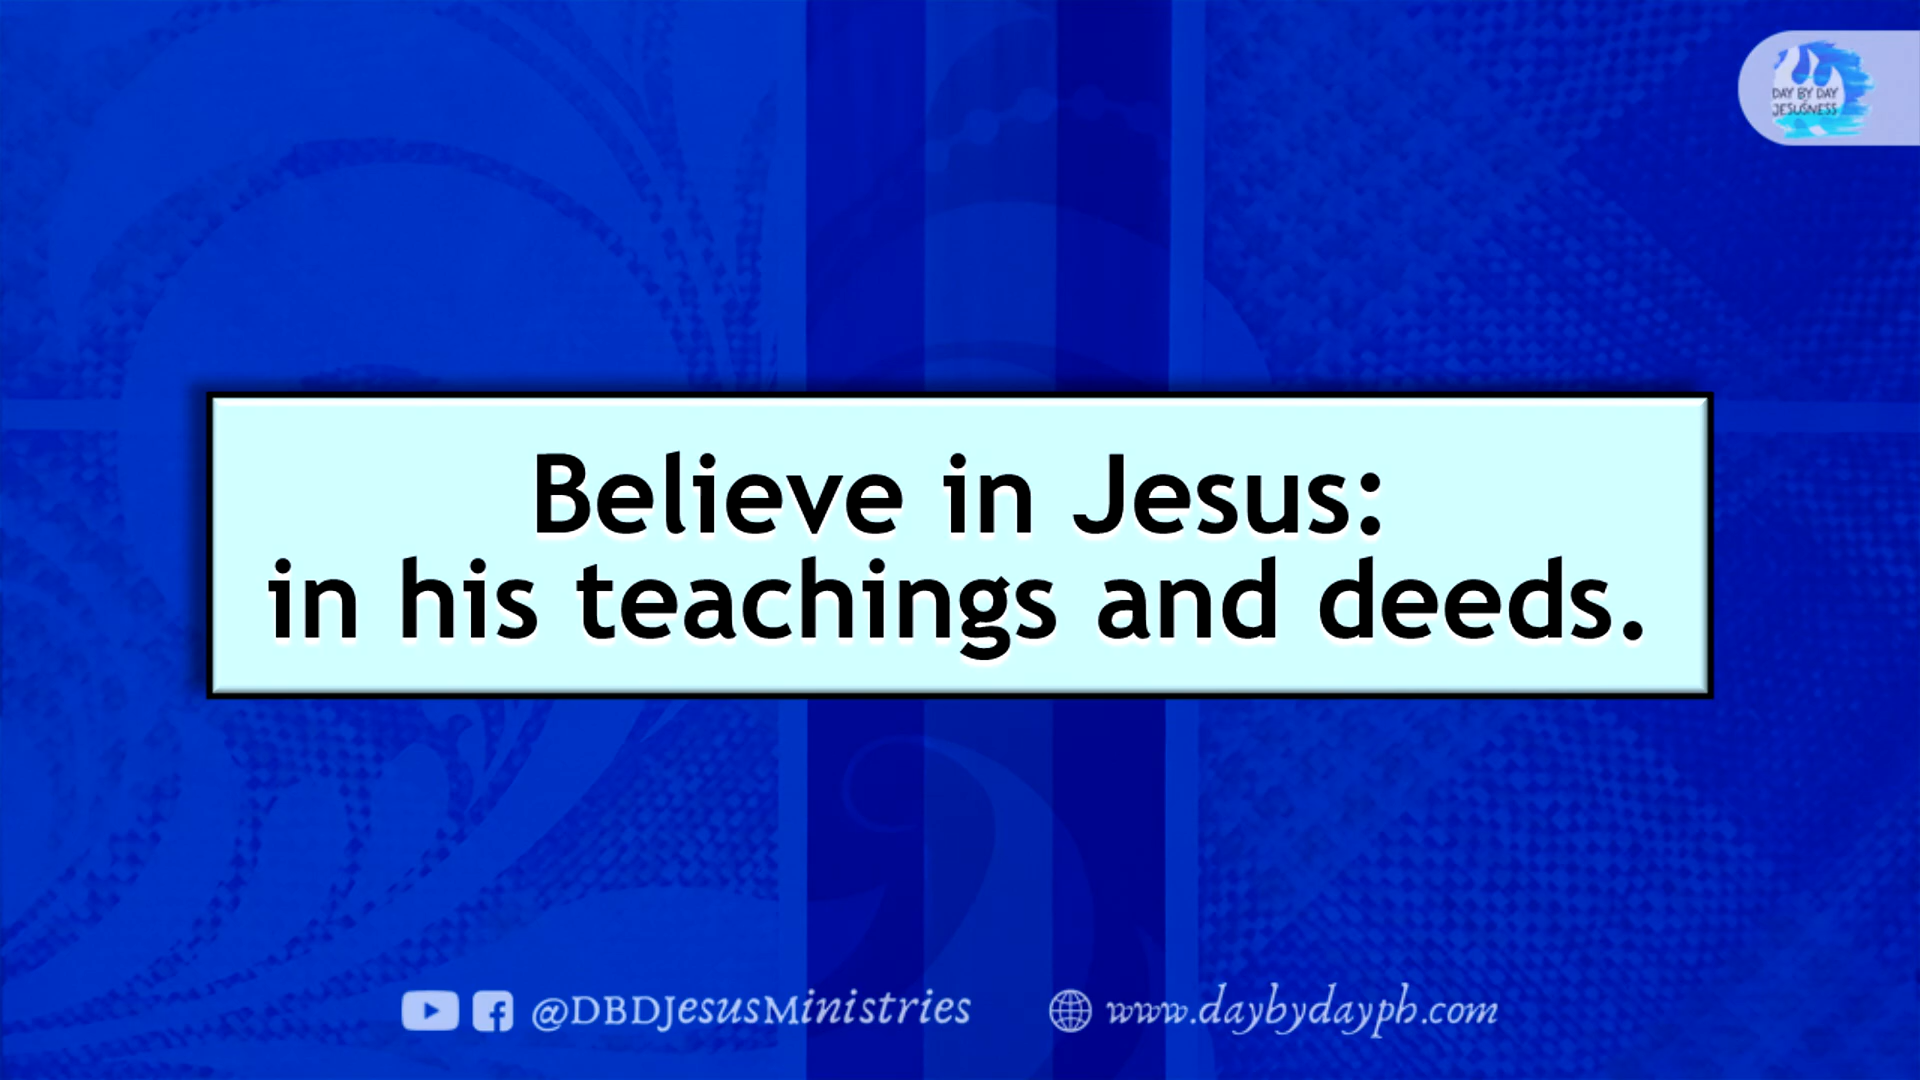 DAY BY DAY
JESUSNESS
Believe in Jesus:
in his teachings and deeds.
@DBDJesusMinistries
www.daybydayph.com